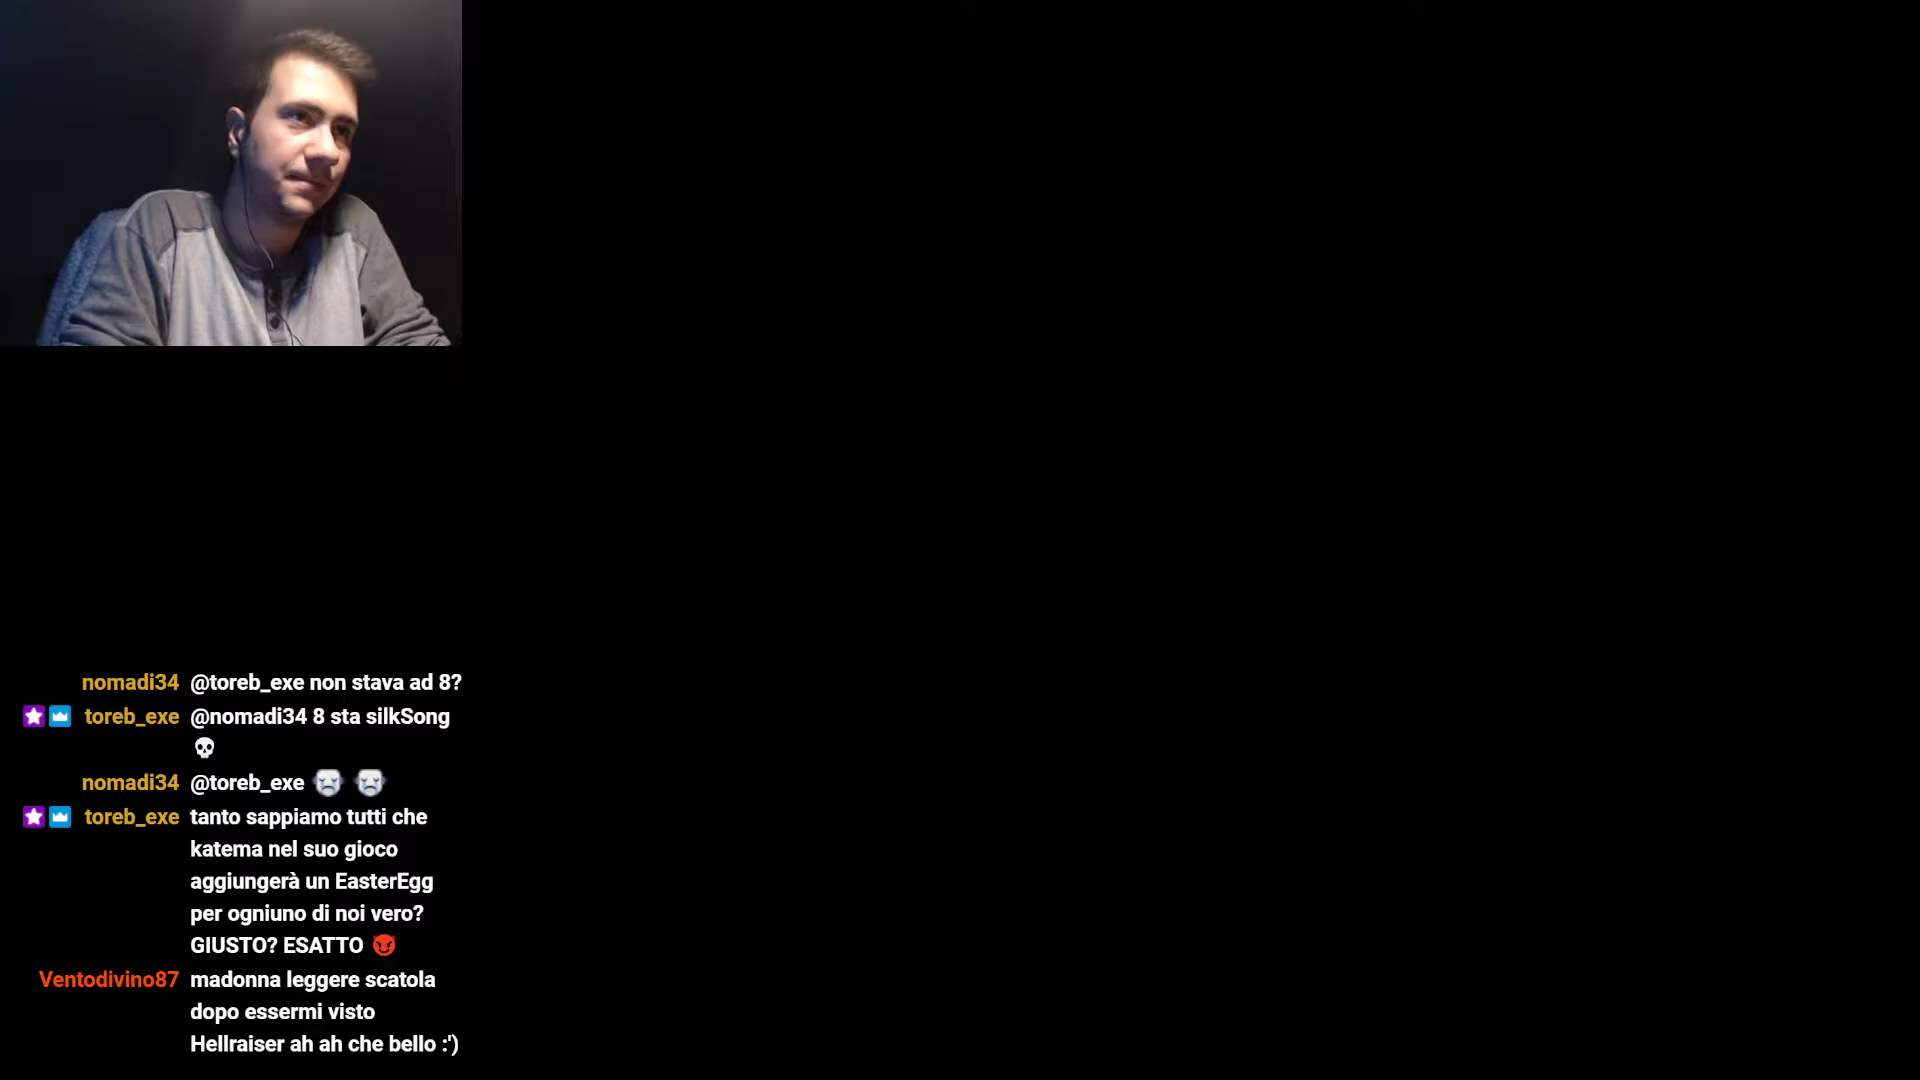 nomadi34 @toreb_exe non stava ad 8?
toreb_exe @nomadi34 8 sta silkSong
💀
nomadi34 @toreb_exe
toreb_exe tanto sappiamo tutti che
katema nel suo gioco
aggiungerà un EasterEgg
per ogniuno di noi vero?
GIUSTO? ESATTO 😈
Ventodivino87 madonna leggere scatola
dopo essermi visto
Hellraiser ah ah che bello :')